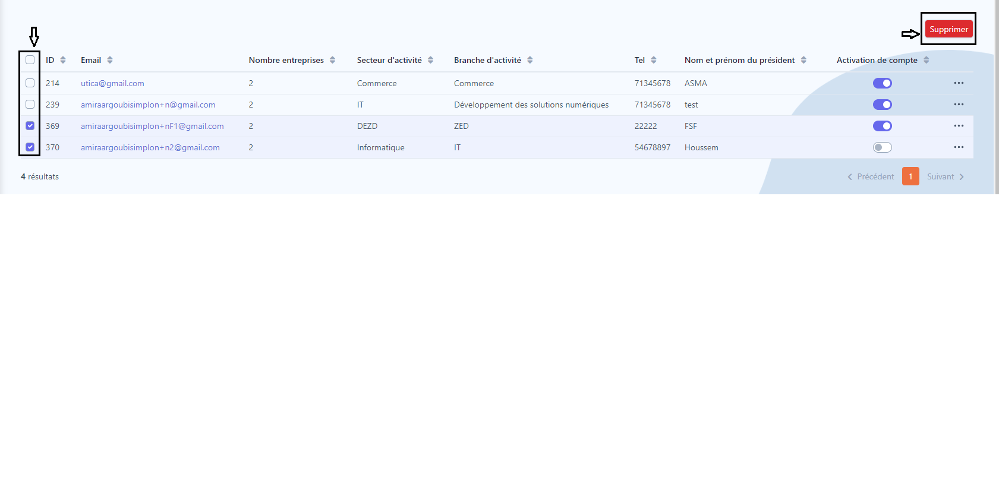 Supprimer
ID Email Nombre entreprises Secteur d'activité Branche d'activité Tel Nom et prénom du président Activation de compte
214 utica@gmail.com 2 Commerce Commerce 71345678 ASMA
239 amiraargoubisimplon+n@gmail.com 2 IT Développement des solutions numériques 71345678 test
369 amiraargoubisimplon+nF1@gmail.com 2 DEZD ZED 22222 FSF
370 amiraargoubisimplon+n2@gmail.com 2 Informatique IT 54678897 Houssem
4 résultats Précédent 1 Suivant